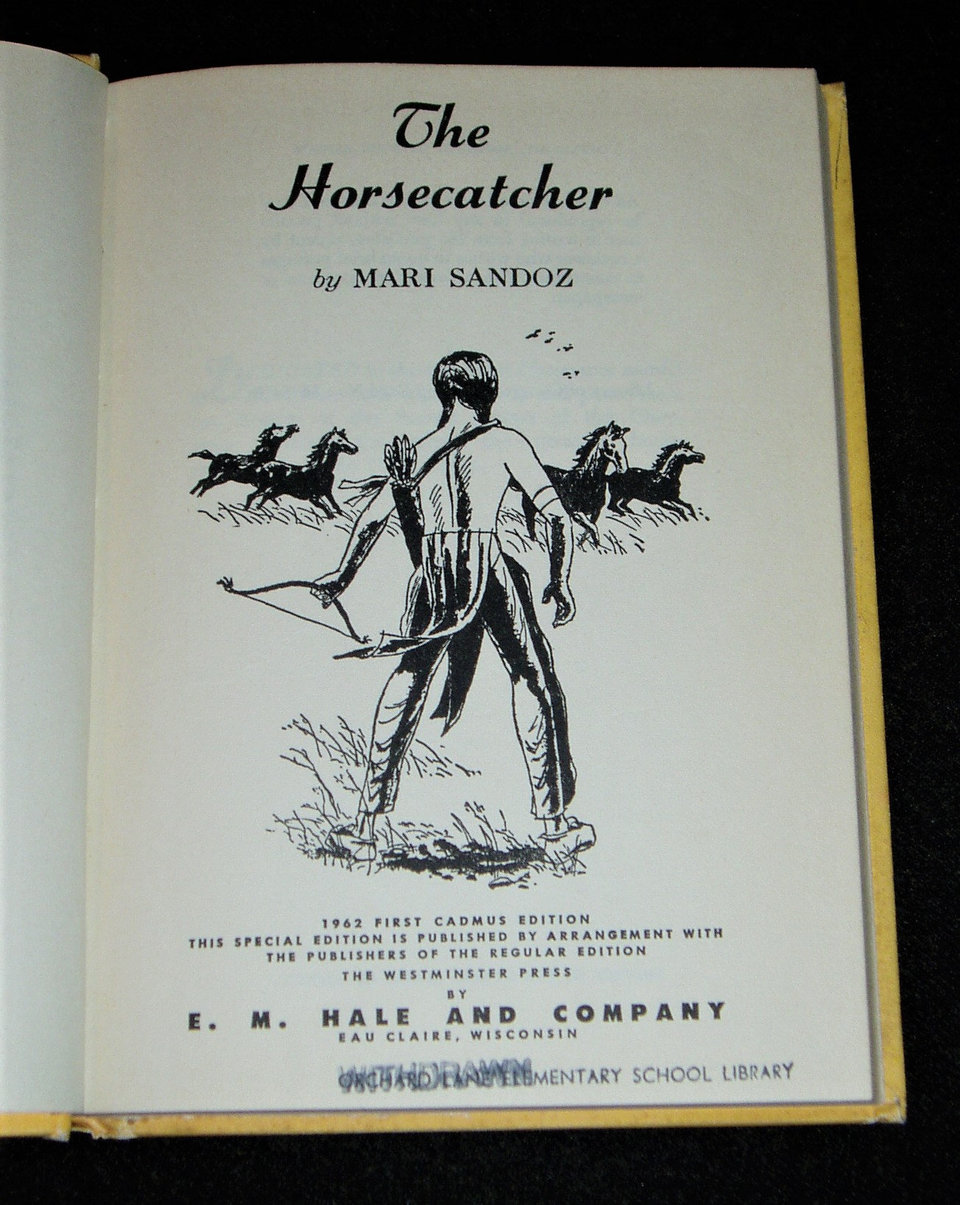 The
Horsecatcher
by MARI SANDOZ
1962 FIRST CADMUS EDITION
THIS SPECIAL EDITION IS PUBLISHED BY ARRANGEMENT WITH
THE PUBLISHERS OF THE REGULAR EDITION
THE WESTMINSTER PRESS
BY
E. M. HALE AND COMPANY
EAU CLAIRE, WISCONSIN
WITHDRAWN
ORCHARD LANE ELEMENTARY SCHOOL LIBRARY